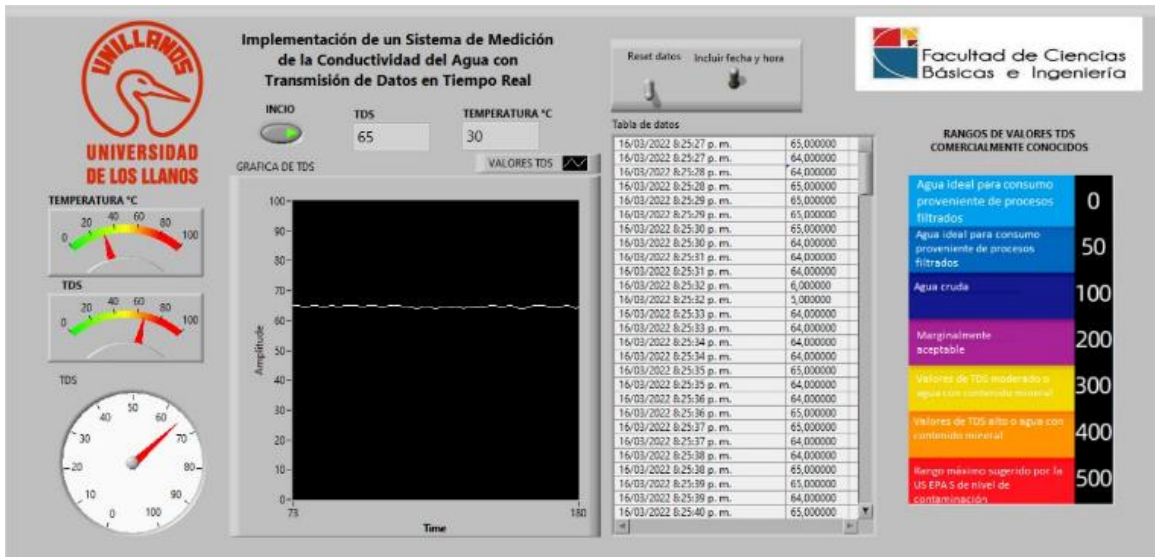 UNILLANOS
UNIVERSIDAD
DE LOS LLANOS
Implementación de un Sistema de Medición
de la Conductividad del Agua con
Transmisión de Datos en Tiempo Real
INCIO
TDS
65
TEMPERATURA °C
30
GRAFICA DE TDS
VALORES TDS
100
90
80
70
60
50
40
30
20
10
0
Amplitude
73
180
Time
TEMPERATURA °C
0
20
40
60
80
100
TDS
0
20
40
60
80
100
TDS
0
10
20
30
40
50
60
70
80
90
100
Reset datos
Incluir fecha y hora
Tabla de datos
16/03/2022 8:25:27 p. m. 65,000000
16/03/2022 8:25:27 p. m. 64,000000
16/03/2022 8:25:28 p. m. 64,000000
16/03/2022 8:25:28 p. m. 65,000000
16/03/2022 8:25:29 p. m. 65,000000
16/03/2022 8:25:29 p. m. 65,000000
16/03/2022 8:25:30 p. m. 65,000000
16/03/2022 8:25:30 p. m. 64,000000
16/03/2022 8:25:31 p. m. 64,000000
16/03/2022 8:25:31 p. m. 64,000000
16/03/2022 8:25:32 p. m. 6,000000
16/03/2022 8:25:32 p. m. 5,000000
16/03/2022 8:25:33 p. m. 64,000000
16/03/2022 8:25:33 p. m. 64,000000
16/03/2022 8:25:34 p. m. 64,000000
16/03/2022 8:25:34 p. m. 64,000000
16/03/2022 8:25:35 p. m. 65,000000
16/03/2022 8:25:35 p. m. 64,000000
16/03/2022 8:25:36 p. m. 64,000000
16/03/2022 8:25:36 p. m. 65,000000
16/03/2022 8:25:37 p. m. 65,000000
16/03/2022 8:25:37 p. m. 64,000000
16/03/2022 8:25:38 p. m. 64,000000
16/03/2022 8:25:38 p. m. 65,000000
16/03/2022 8:25:39 p. m. 65,000000
16/03/2022 8:25:39 p. m. 64,000000
16/03/2022 8:25:40 p. m. 65,000000
Facultad de Ciencias
Básicas e Ingeniería
RANGOS DE VALORES TDS
COMERCIALMENTE CONOCIDOS
Agua ideal para consumo
proveniente de procesos
filtrados
0
Agua ideal para consumo
proveniente de procesos
filtrados
50
Agua cruda
100
Marginalmente
aceptable
200
Valores de TDS moderado o
agua con contenido mineral
300
Valores de TDS alto o agua con
contenido mineral
400
Rango máximo sugerido por la
US EPA S de nivel de
contaminación
500